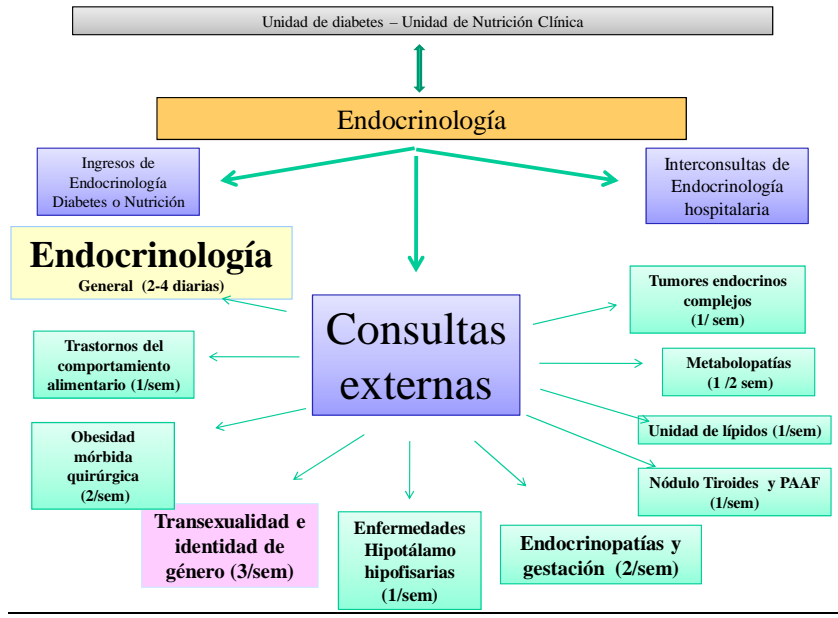 Unidad de diabetes – Unidad de Nutrición Clínica
Endocrinología
Ingresos de
Endocrinología
Diabetes o Nutrición
Interconsultas de
Endocrinología
hospitalaria
Endocrinología
General (2-4 diarias)
Consultas
externas
Tumores endocrinos
complejos
(1/ sem)
Trastornos del
comportamiento
alimentario (1/sem)
Metabolopatías
(1 /2 sem)
Obesidad
mórbida
quirúrgica
(2/sem)
Unidad de lípidos (1/sem)
Nódulo Tiroides y PAAF
(1/sem)
Transexualidad e
identidad de
género (3/sem)
Enfermedades
Hipotálamo
hipofisarias
(1/sem)
Endocrinopatías y
gestación (2/sem)